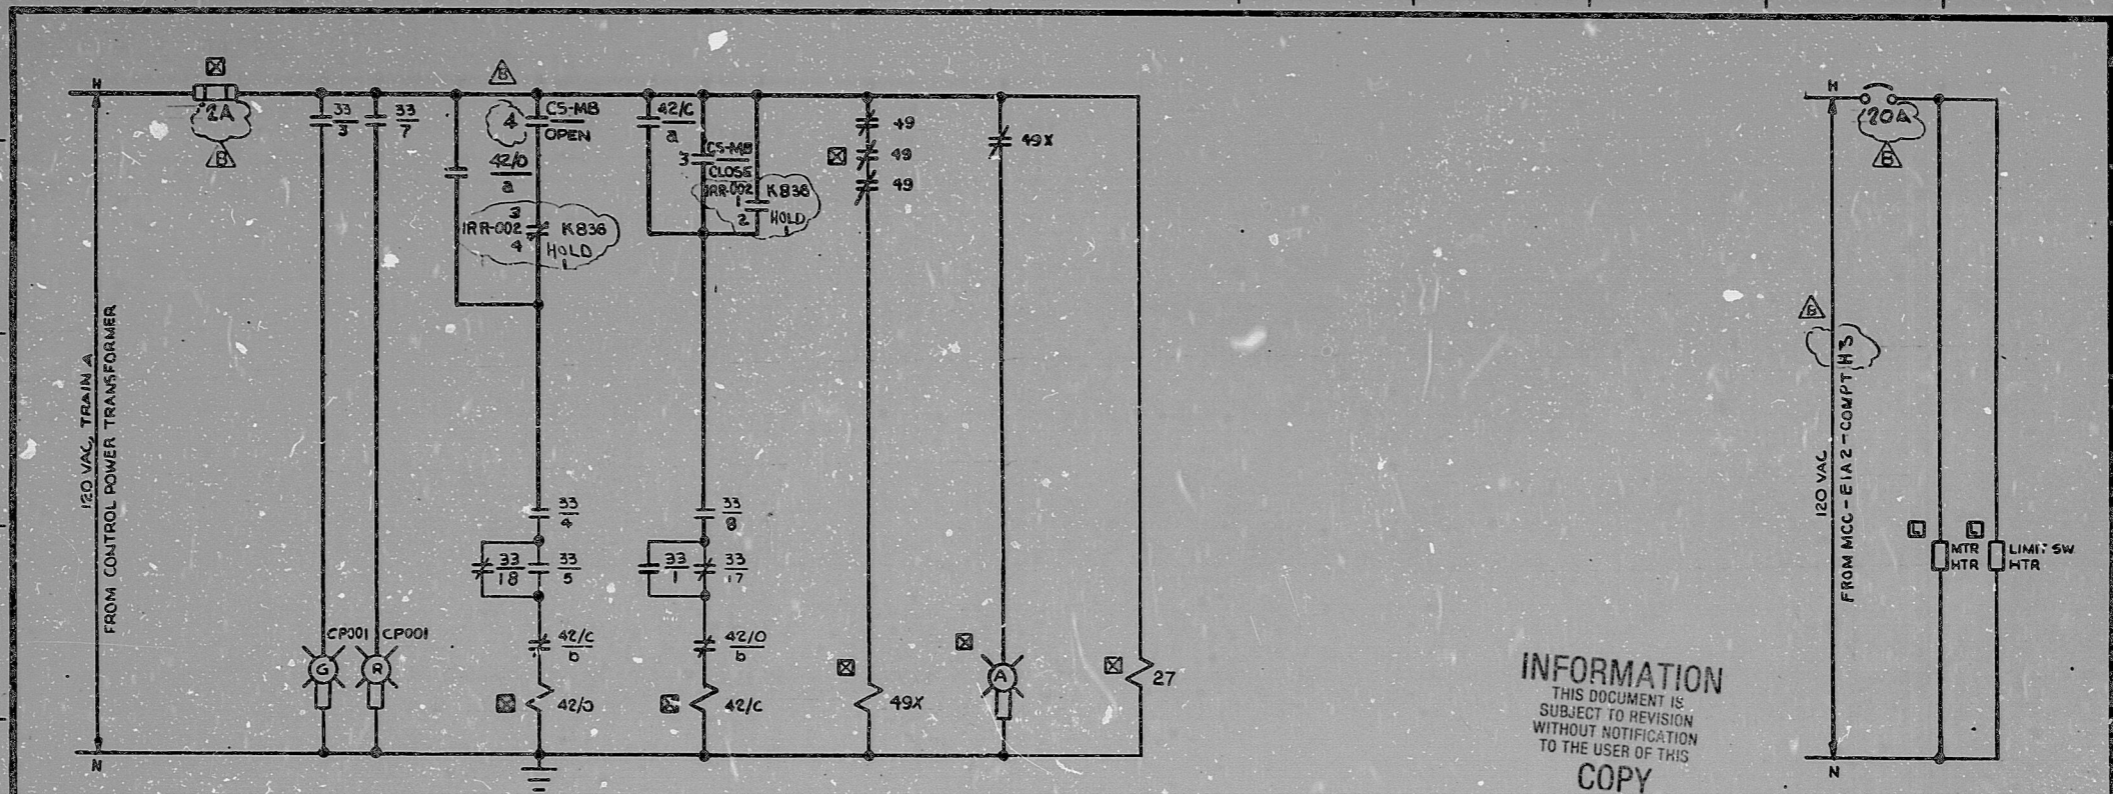 H
2A
B
120 VAC, TRAIN A
FROM CONTROL POWER TRANSFORMER
N
33
3
33
7
CP001
CP001
G
R
B
4
CS-MB
OPEN
42/O
a
3
IRR-002
4
K836
HOLD
1
33
4
33
18
33
5
42/C
b
42/O
42/C
a
3
CS-MB
CLOSE
IRR-002
1
2
K836
HOLD
1
33
8
33
1
33
17
42/O
b
42/C
49
49
49
49X
49X
A
27
H
20A
B
B
120 VAC
FROM MCC-E1A2-COMPT H3
N
L
L
MTR
HTR
LIMIT SW
HTR
INFORMATION
THIS DOCUMENT IS
SUBJECT TO REVISION
WITHOUT NOTIFICATION
TO THE USER OF THIS
COPY